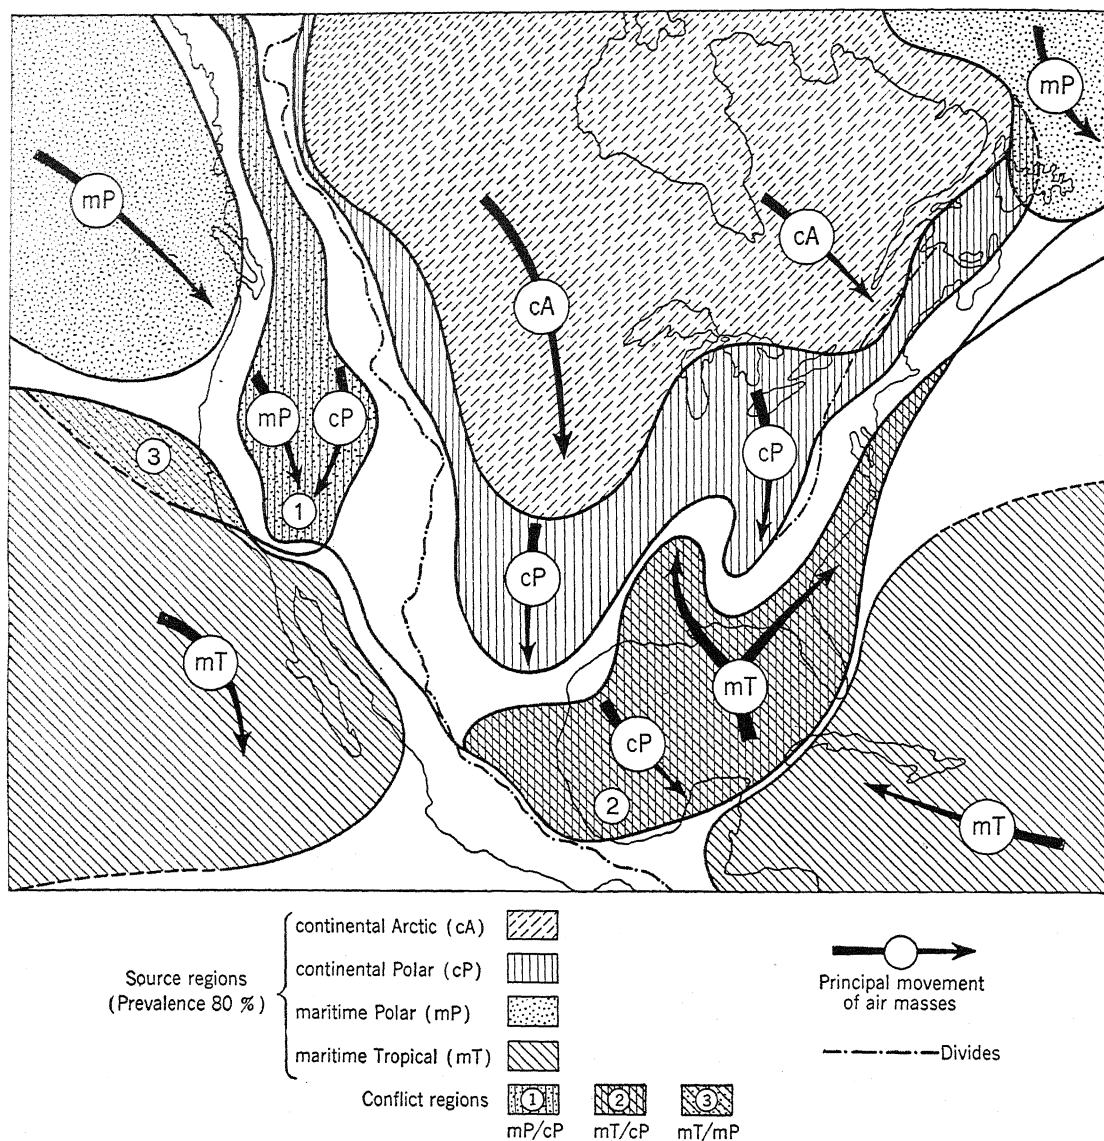 mP
mP
cA
cA
mP
cP
cP
3
1
cP
mT
mT
cP
2
mT
continental Arctic (cA)
continental Polar (cP)
Source regions
(Prevalence 80 %)
maritime Polar (mP)
maritime Tropical (mT)
Conflict regions
1
2
3
mP/cP
mT/cP
mT/mP
Principal movement
of air masses
Divides